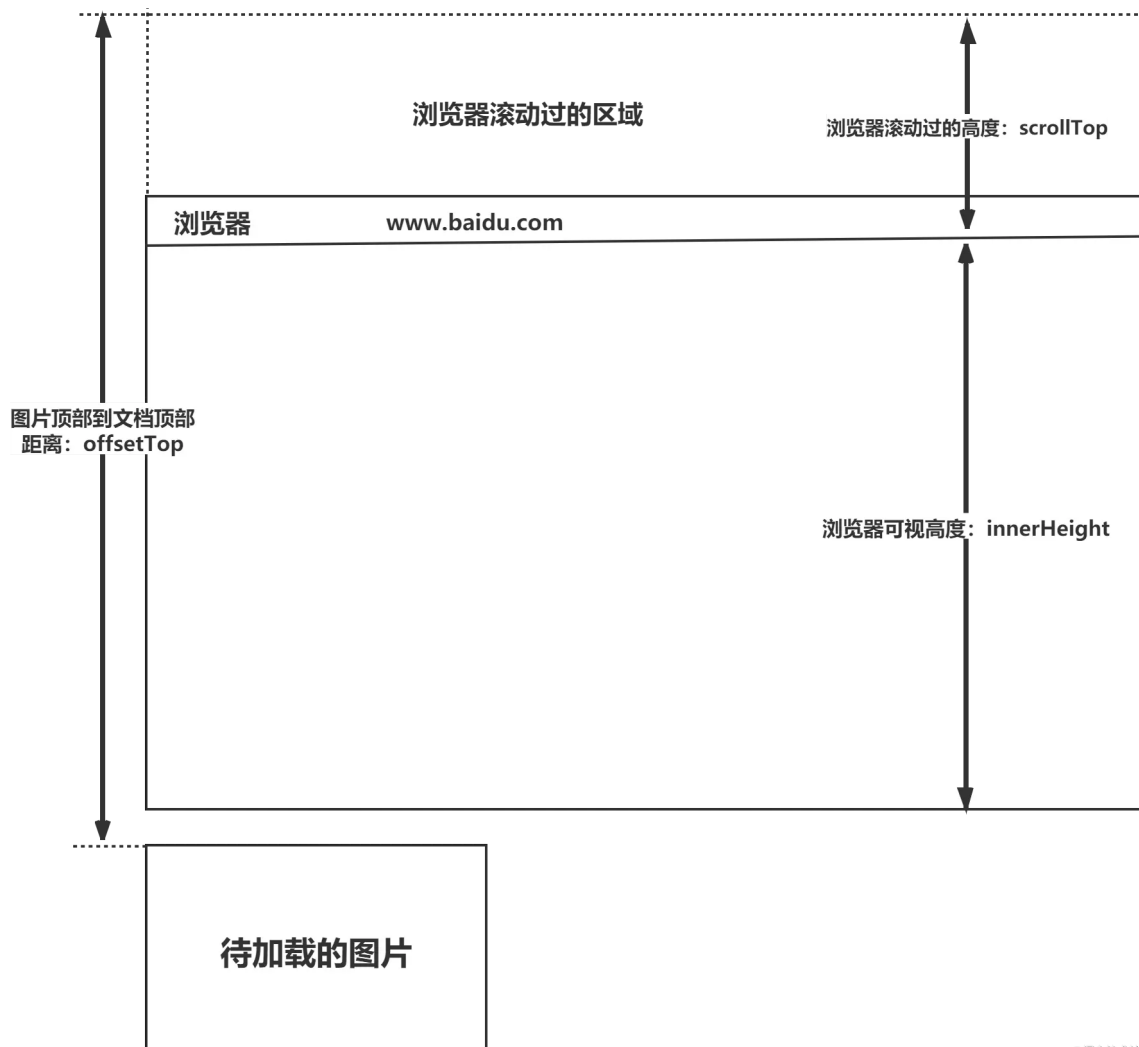 浏览器滚动过的区域
浏览器滚动过的高度：scrollTop
浏览器
www.baidu.com
图片顶部到文档顶部
距离：offsetTop
浏览器可视高度：innerHeight
待加载的图片